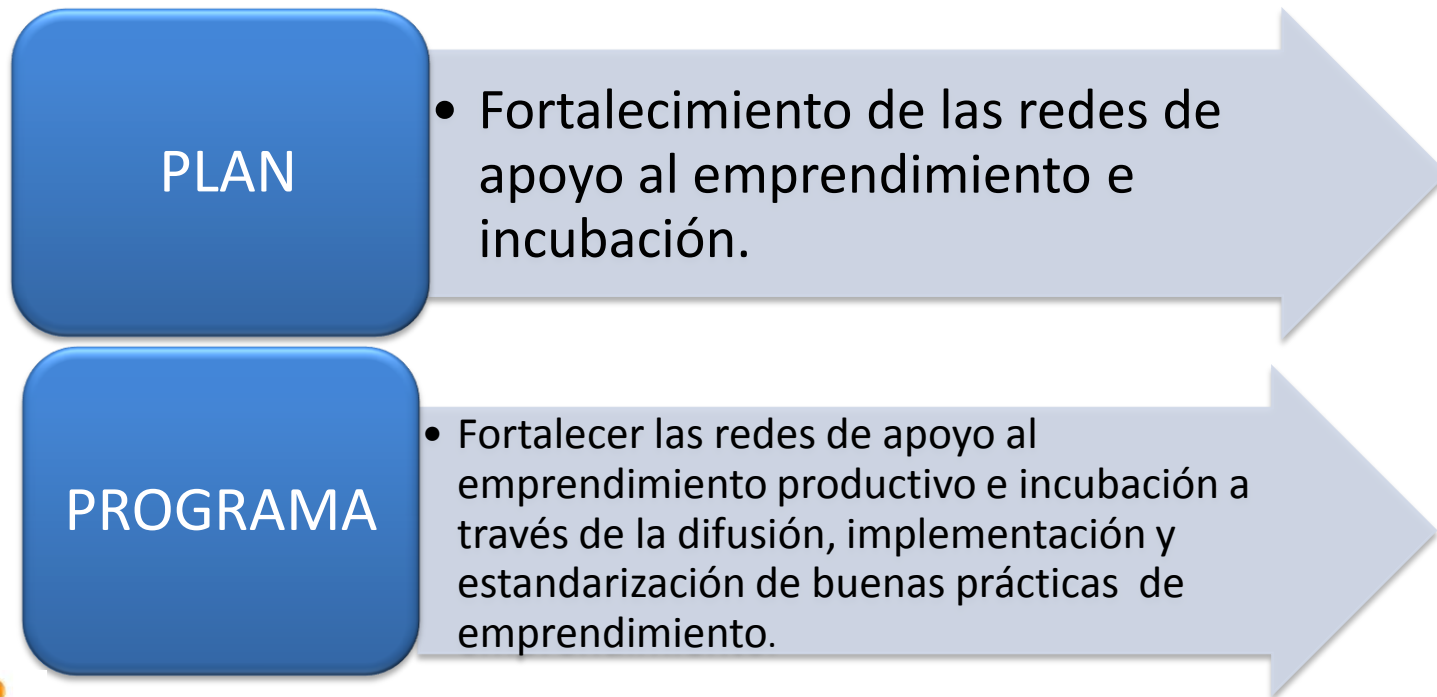 PLAN
• Fortalecimiento de las redes de
apoyo al emprendimiento e
incubación.
PROGRAMA
• Fortalecer las redes de apoyo al
emprendimiento productivo e incubación a
través de la difusión, implementación y
estandarización de buenas prácticas de
emprendimiento.